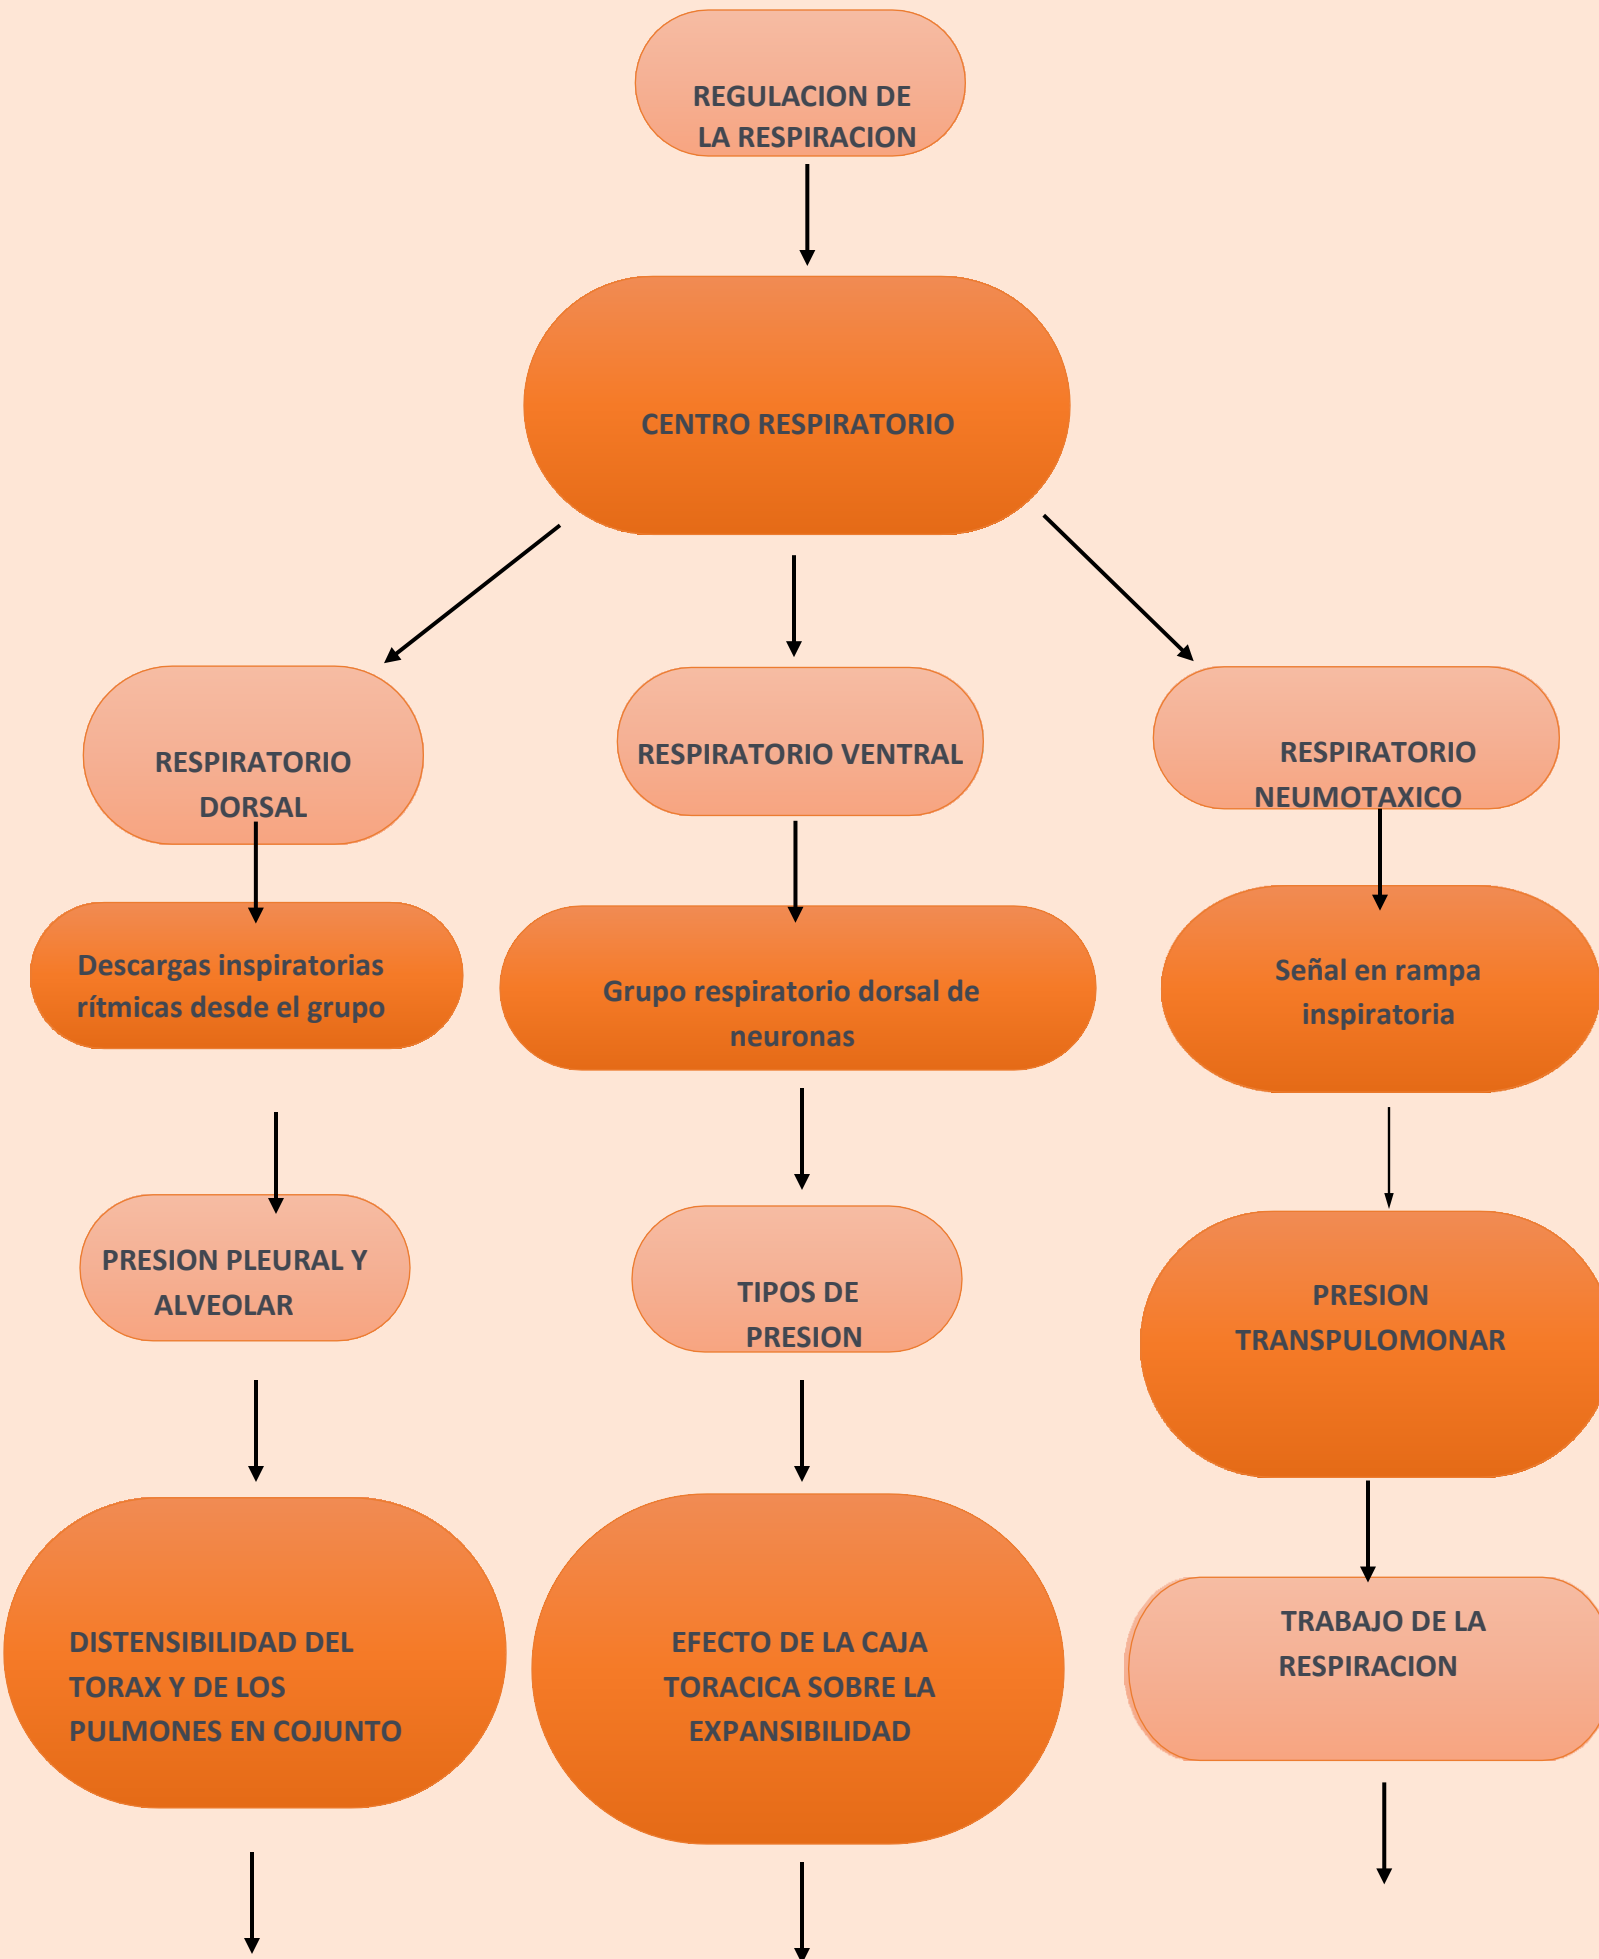 REGULACION DE
LA RESPIRACION
CENTRO RESPIRATORIO
RESPIRATORIO
DORSAL
RESPIRATORIO VENTRAL
RESPIRATORIO
NEUMOTAXICO
Descargas inspiratorias
rítmicas desde el grupo
Grupo respiratorio dorsal de
neuronas
Señal en rampa
inspiratoria
PRESION PLEURAL Y
ALVEOLAR
TIPOS DE
PRESION
PRESION
TRANSPULOMONAR
DISTENSIBILIDAD DEL
TORAX Y DE LOS
PULMONES EN COJUNTO
EFECTO DE LA CAJA
TORACICA SOBRE LA
EXPANSIBILIDAD
TRABAJO DE LA
RESPIRACION